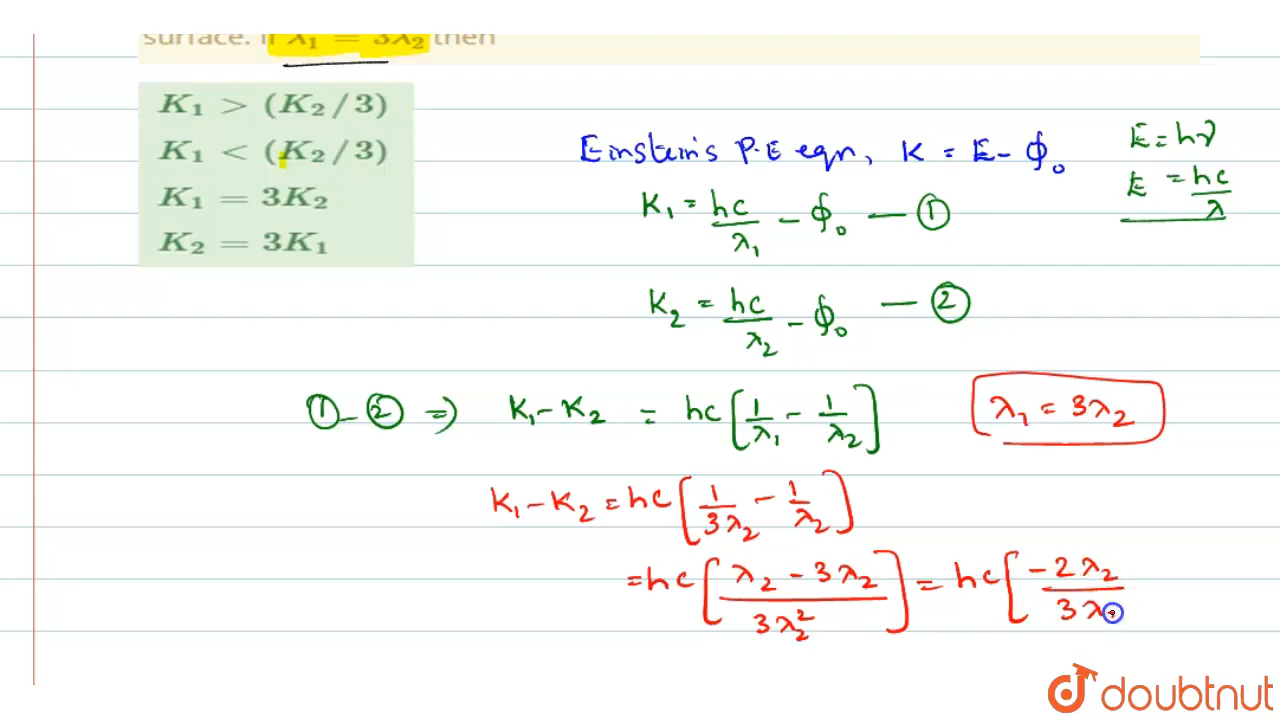 surface. If λ₁ = 3λ₂ then
K₁ > (K₂/3)
K₁ < (K₂/3)
K₁ = 3K₂
K₂ = 3K₁
Einstein's P.E eqn, K = E - ϕ₀
E = hν
E = hc/λ
K₁ = hc/λ₁ - ϕ₀ — ①
K₂ = hc/λ₂ - ϕ₀ — ②
① - ② ⇒ K₁ - K₂ = hc[1/λ₁ - 1/λ₂]
λ₁ = 3λ₂
K₁ - K₂ = hc[1/3λ₂ - 1/λ₂]
= hc[λ₂ - 3λ₂/3λ₂²] = hc[-2λ₂/3λ
doubtnut